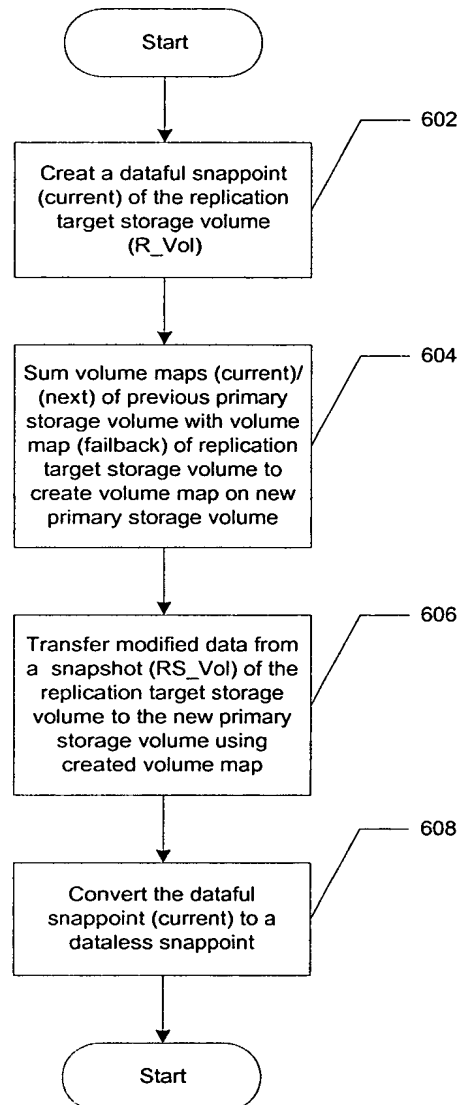 Start
602
Creat a dataful snappoint
(current) of the replication
target storage volume
(R_Vol)
604
Sum volume maps (current)/
(next) of previous primary
storage volume with volume
map (failback) of replication
target storage volume to
create volume map on new
primary storage volume
606
Transfer modified data from
a snapshot (RS_Vol) of the
replication target storage
volume to the new primary
storage volume using
created volume map
608
Convert the dataful
snappoint (current) to a
dataless snappoint
Start